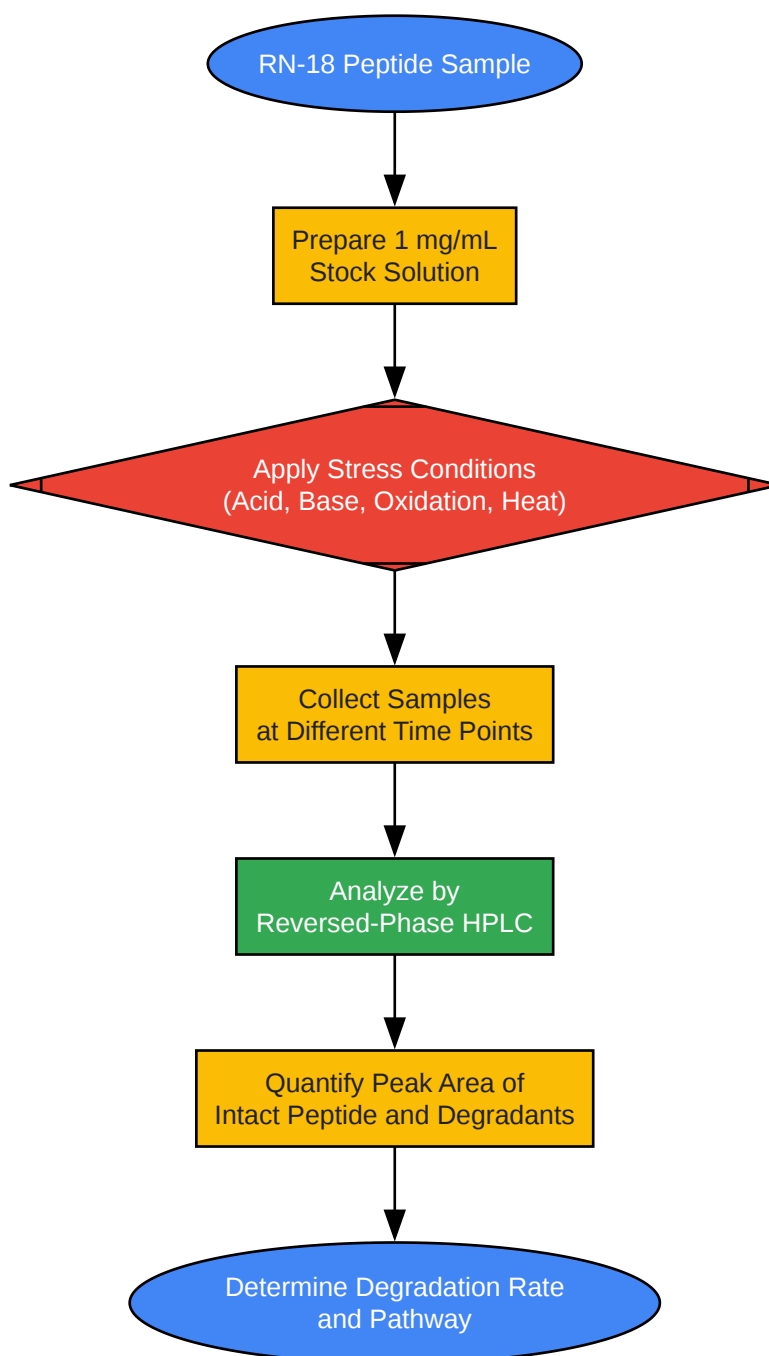 RN-18 Peptide Sample
Prepare 1 mg/mL
Stock Solution
Apply Stress Conditions
(Acid, Base, Oxidation, Heat)
Collect Samples
at Different Time Points
Analyze by
Reversed-Phase HPLC
Quantify Peak Area of
Intact Peptide and Degradants
Determine Degradation Rate
and Pathway